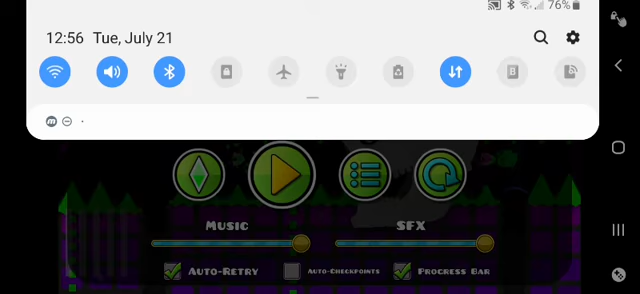 76%
12:56 Tue, July 21
MUSIC SFX
AUTO-RETRY AUTO-CHECKPOINTS PROGRESS BAR